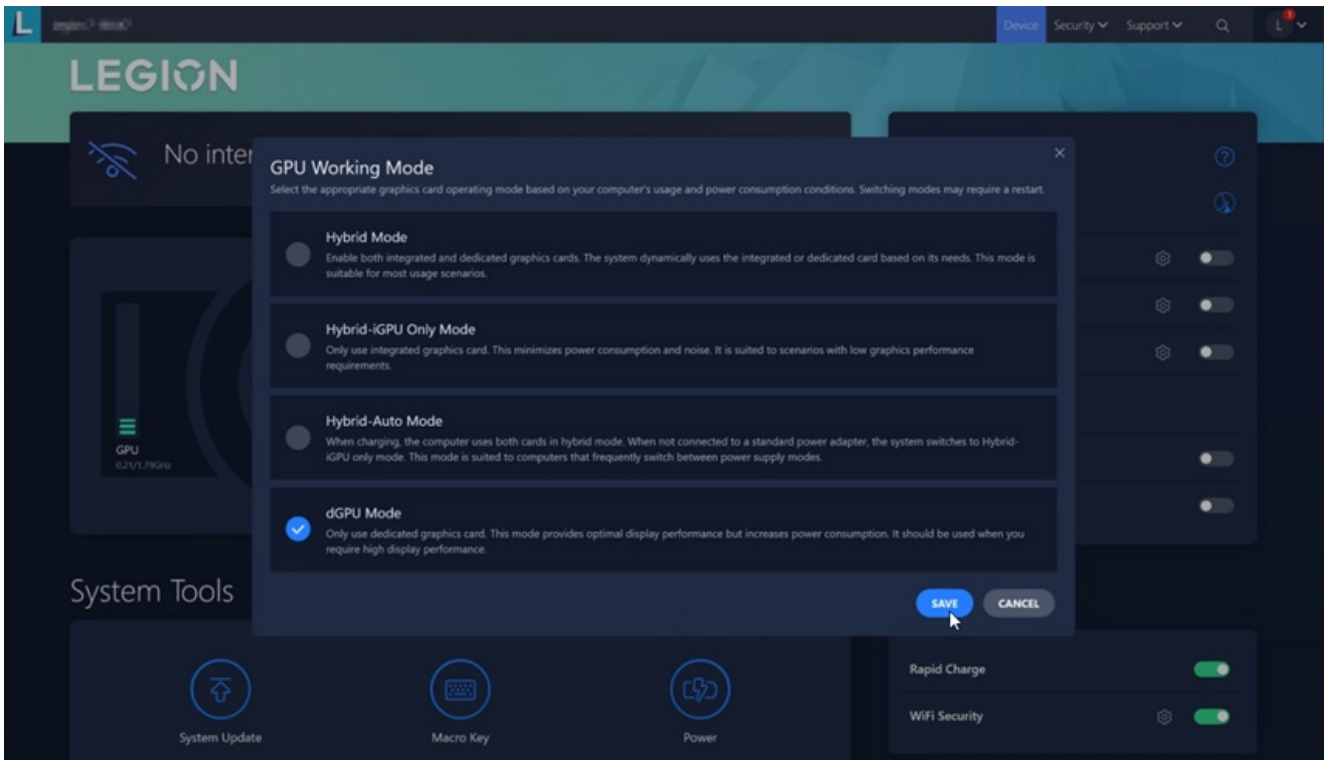 L
Device
Security
Support
L
1
LEGION
No inter
GPU Working Mode
Select the appropriate graphics card operating mode based on your computer's usage and power consumption conditions. Switching modes may require a restart.
Hybrid Mode
Enable both integrated and dedicated graphics cards. The system dynamically uses the integrated or dedicated card based on its needs. This mode is
suitable for most usage scenarios.
Hybrid-iGPU Only Mode
Only use integrated graphics card. This minimizes power consumption and noise. It is suited to scenarios with low graphics performance
requirements.
Hybrid-Auto Mode
When charging, the computer uses both cards in hybrid mode. When not connected to a standard power adapter, the system switches to Hybrid-
iGPU only mode. This mode is suited to computers that frequently switch between power supply modes.
dGPU Mode
Only use dedicated graphics card. This mode provides optimal display performance but increases power consumption. It should be used when you
require high display performance.
SAVE
CANCEL
GPU
0.21/1.79GHz
System Tools
System Update
Macro Key
Power
Rapid Charge
WiFi Security